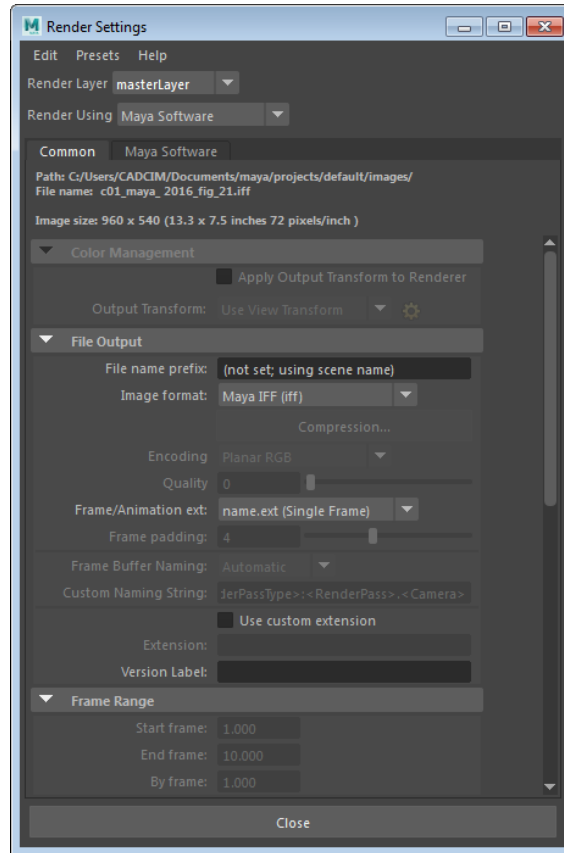 Render Settings
Edit Presets Help
Render Layer masterLayer
Render Using Maya Software
Common Maya Software
Path: C:/Users/CADCIM/Documents/maya/projects/default/images/
File name: c01_maya_ 2016_fig_21.iff
Image size: 960 x 540 (13.3 x 7.5 inches 72 pixels/inch )
Color Management
Apply Output Transform to Renderer
Output Transform: Use View Transform
File Output
File name prefix: (not set; using scene name)
Image format: Maya IFF (iff)
Compression...
Encoding Planar RGB
Quality 0
Frame/Animation ext: name.ext (Single Frame)
Frame padding: 4
Frame Buffer Naming: Automatic
Custom Naming String: derPassType>:<RenderPass>.<Camera>
Use custom extension
Extension:
Version Label:
Frame Range
Start frame: 1.000
End frame: 10.000
By frame: 1.000
Close